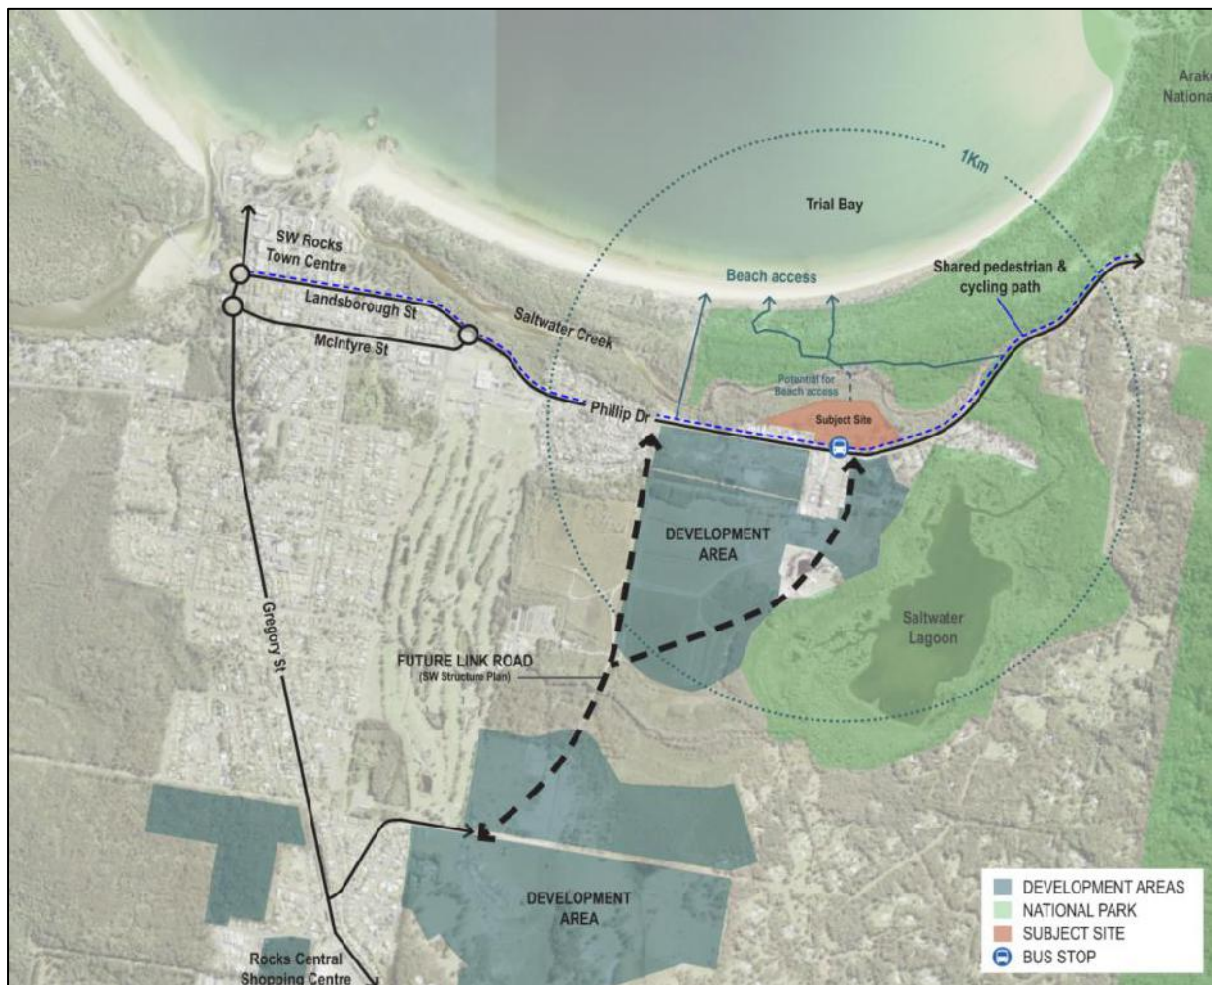 Arak
National
1Km
Trial Bay
SW Rocks
Town Centre
Shared pedestrian &
cycling path
Beach access
Landsborough St
Saltwater Creek
McIntyre St
Potential for
Beach access
Phillip Dr
Subject Site
DEVELOPMENT
AREA
Gregory St
Saltwater
Lagoon
FUTURE LINK ROAD
(SW Structure Plan)
DEVELOPMENT
AREA
Rocks Central
Shopping Centre
DEVELOPMENT AREAS
NATIONAL PARK
SUBJECT SITE
BUS STOP